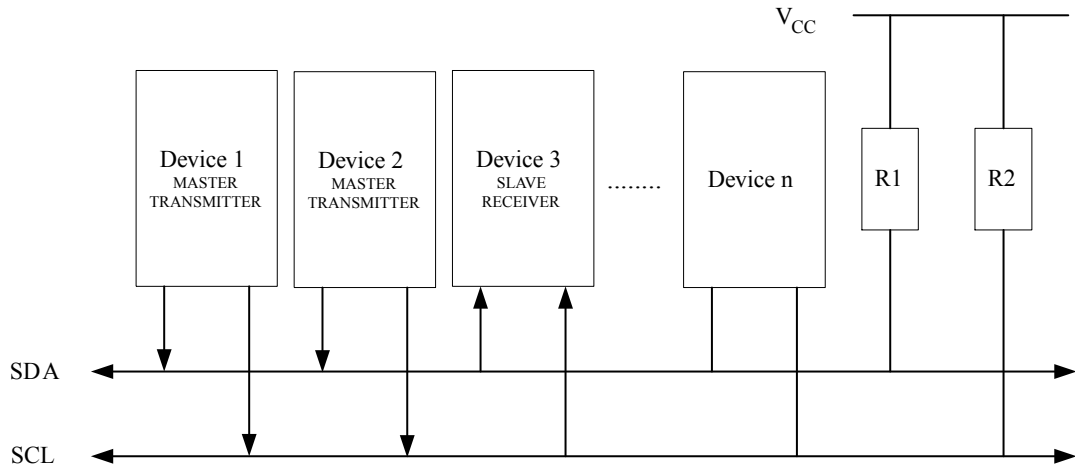 V_CC
Device 1
MASTER
TRANSMITTER
Device 2
MASTER
TRANSMITTER
Device 3
SLAVE
RECEIVER
........
Device n
R1
R2
SDA
SCL